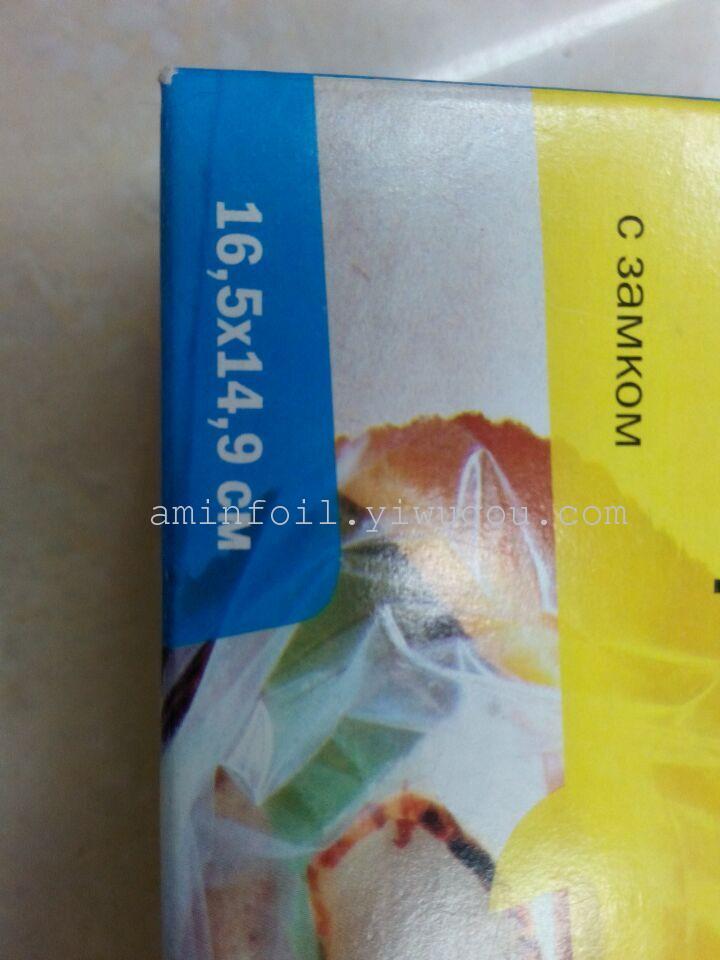 с замком
16,5x14,9 см
aminfoil.yiwugou.com